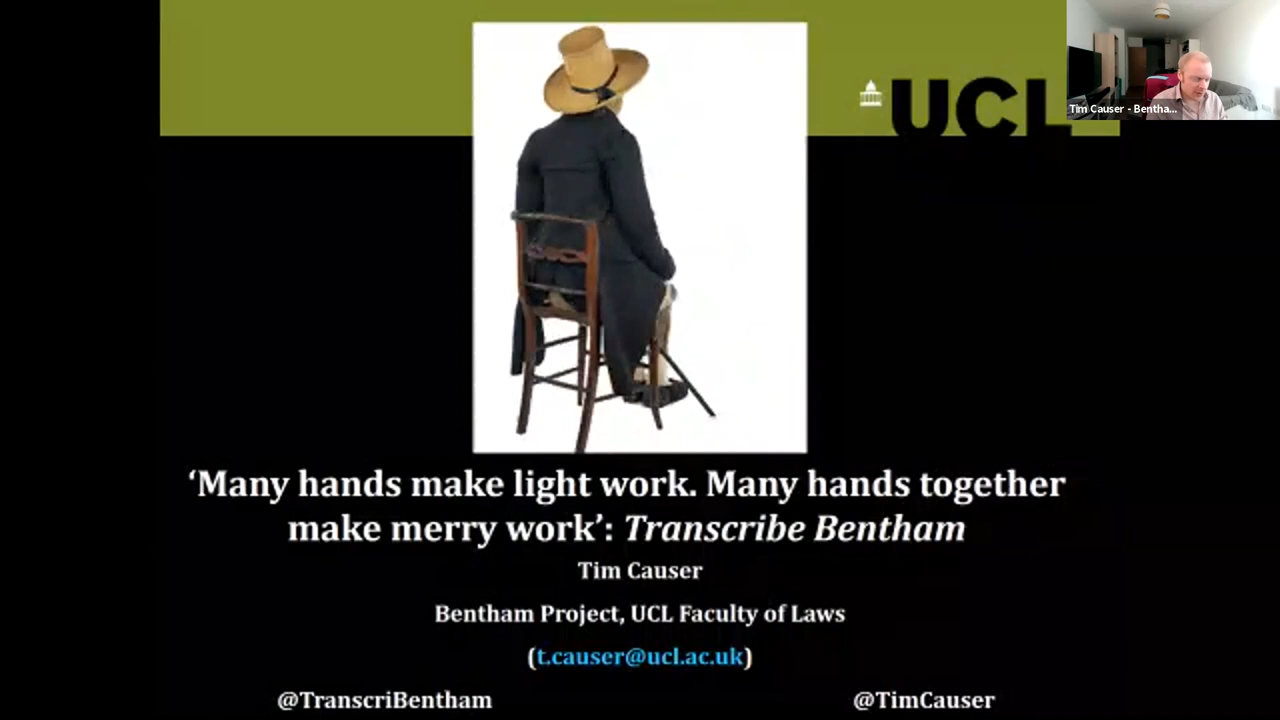 UCL
Tim Causer - Bentha...
‘Many hands make light work. Many hands together
make merry work’: Transcribe Bentham
Tim Causer
Bentham Project, UCL Faculty of Laws
(t.causer@ucl.ac.uk)
@TranscriBentham
@TimCauser